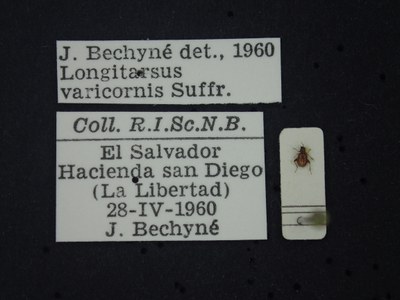 J. Bechyné det., 1960
Longitarsus
varicornis Suffr.
Coll. R.I.Sc.N.B.
El Salvador
Hacienda san Diego
(La Libertad)
28-IV-1960
J. Bechyné